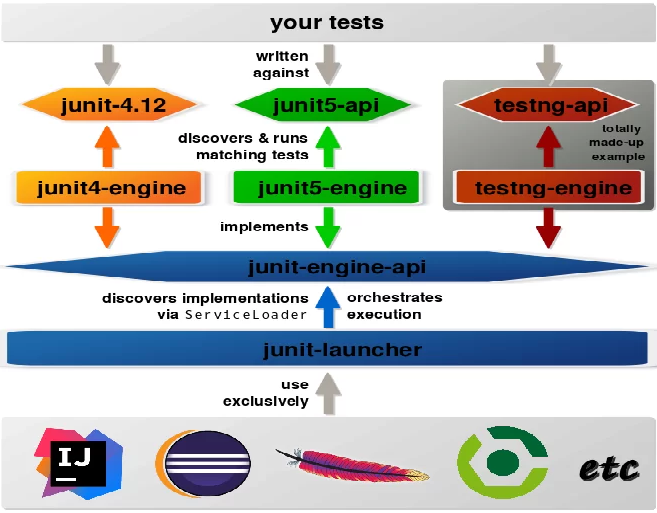 your tests
written
against
junit-4.12
junit5-api
testng-api
discovers & runs
matching tests
totally
made-up
example
junit4-engine
junit5-engine
testng-engine
implements
junit-engine-api
discovers implementations
via ServiceLoader
orchestrates
execution
junit-launcher
use
exclusively
IJ
etc